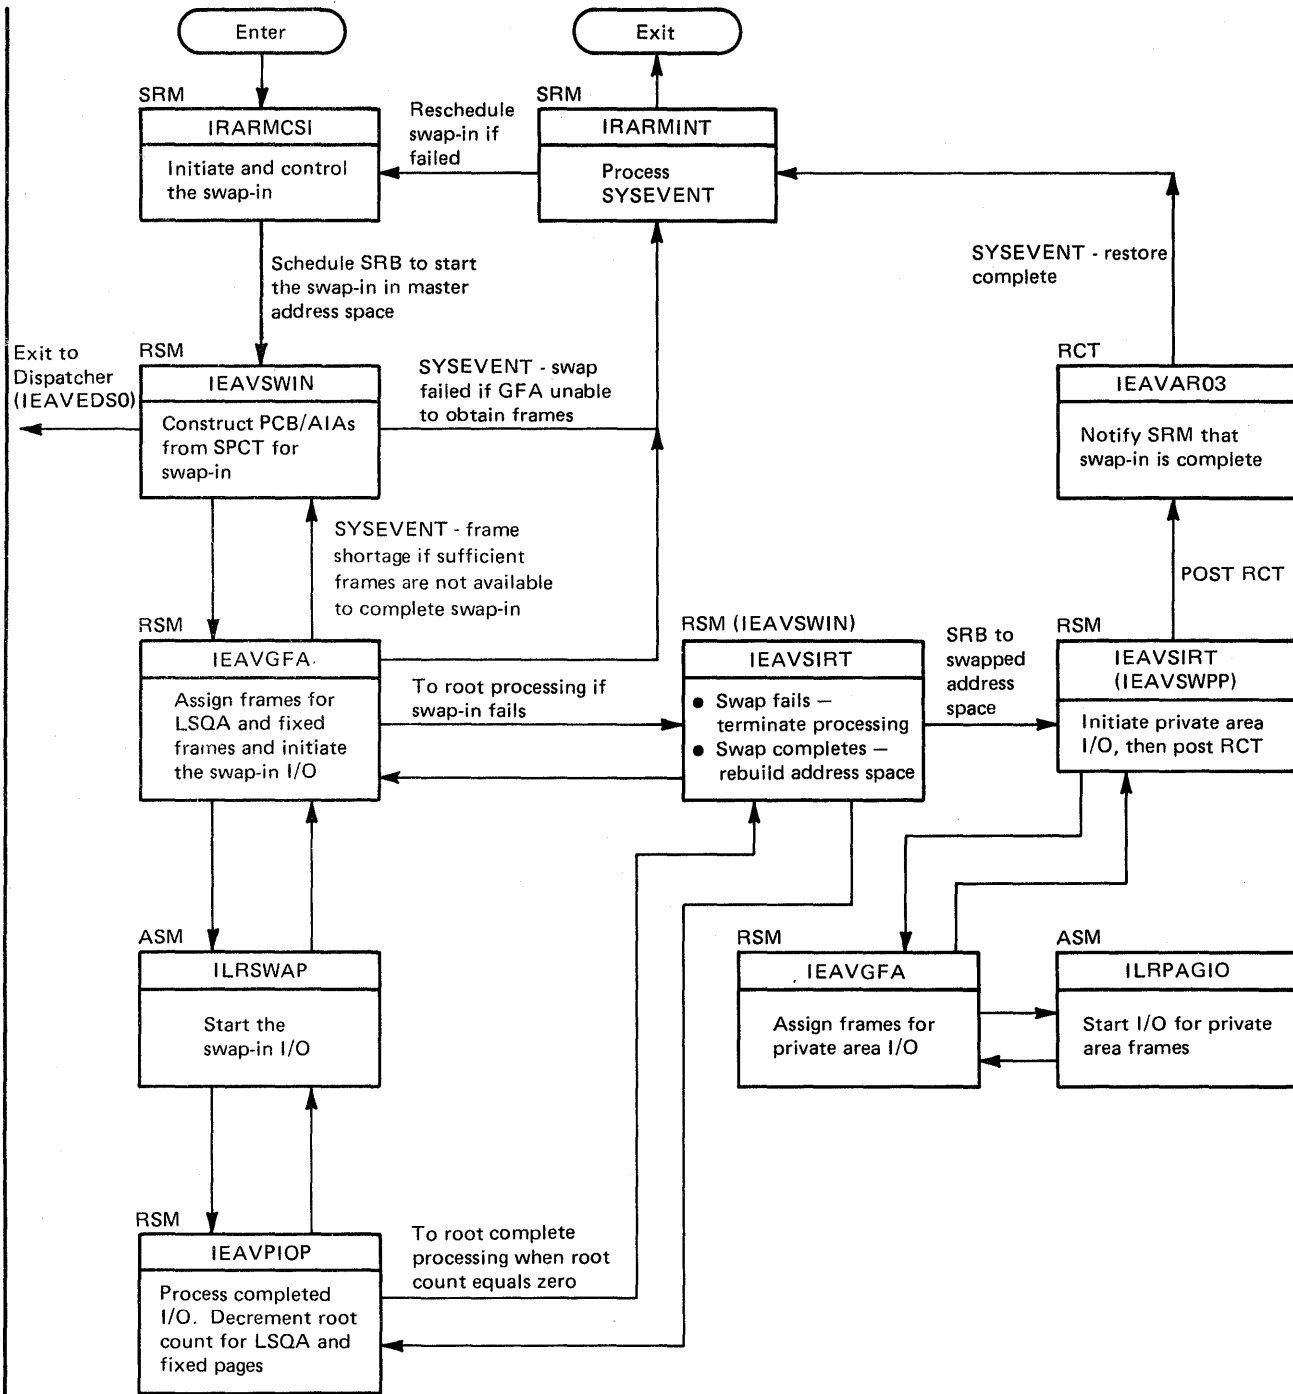 Enter
Exit
SRM
IRARMCSI
Initiate and control
the swap-in
Reschedule
swap-in if
failed
SRM
IRARMINT
Process
SYSEVENT
Schedule SRB to start
the swap-in in master
address space
SYSEVENT - restore
complete
Exit to
Dispatcher
(IEAVEDS0)
RSM
IEAVSWIN
Construct PCB/AIAs
from SPCT for
swap-in
SYSEVENT - swap
failed if GFA unable
to obtain frames
RCT
IEAVAR03
Notify SRM that
swap-in is complete
SYSEVENT - frame
shortage if sufficient
frames are not available
to complete swap-in
POST RCT
RSM
IEAVGFA
Assign frames for
LSQA and fixed
frames and initiate
the swap-in I/O
To root processing if
swap-in fails
RSM (IEAVSWIN)
IEAVSIRT
● Swap fails –
terminate processing
● Swap completes –
rebuild address space
SRB to
swapped
address
space
RSM
IEAVSIRT
(IEAVSWPP)
Initiate private area
I/O, then post RCT
ASM
ILRSWAP
Start the
swap-in I/O
RSM
IEAVGFA
Assign frames for
private area I/O
ASM
ILRPAGIO
Start I/O for private
area frames
RSM
IEAVPIOP
Process completed
I/O. Decrement root
count for LSQA and
fixed pages
To root complete
processing when root
count equals zero